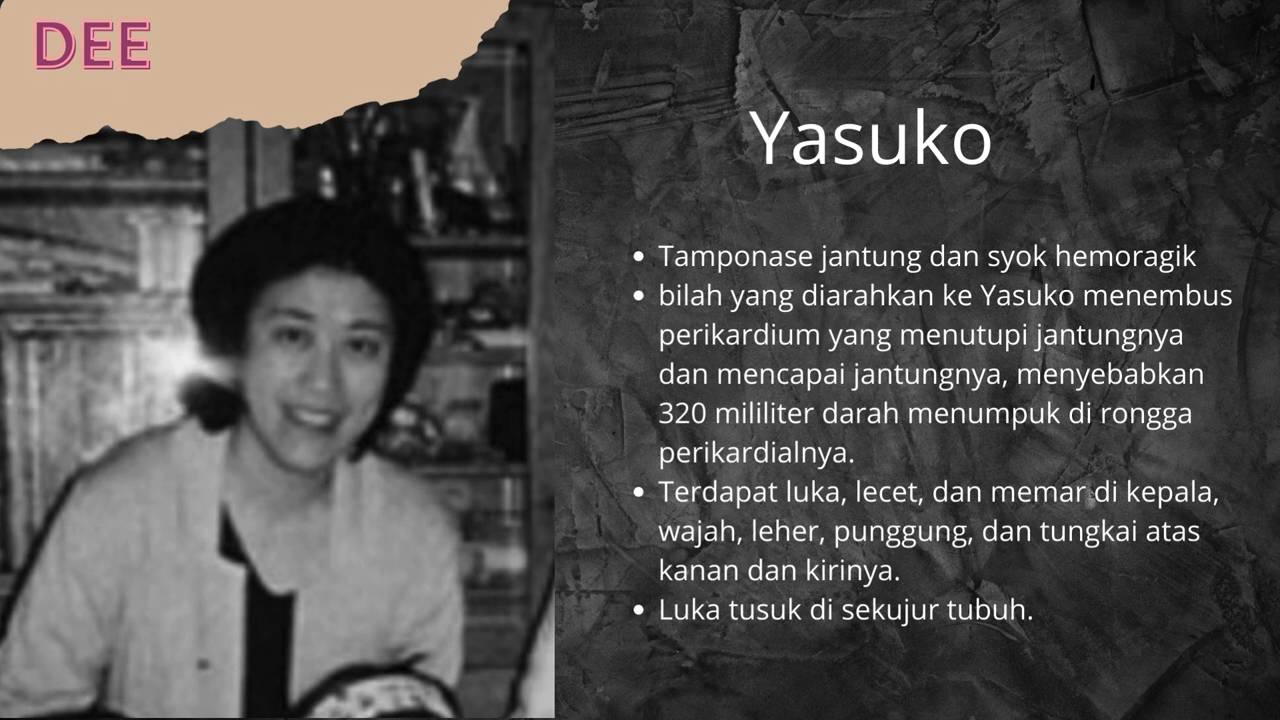 DEE
Yasuko
• Tamponase jantung dan syok hemoragik
• bilah yang diarahkan ke Yasuko menembus
perikardium yang menutupi jantungnya
dan mencapai jantungnya, menyebabkan
320 mililiter darah menumpuk di rongga
perikardialnya.
• Terdapat luka, lecet, dan memar di kepala,
wajah, leher, punggung, dan tungkai atas
kanan dan kirinya.
• Luka tusuk di sekujur tubuh.